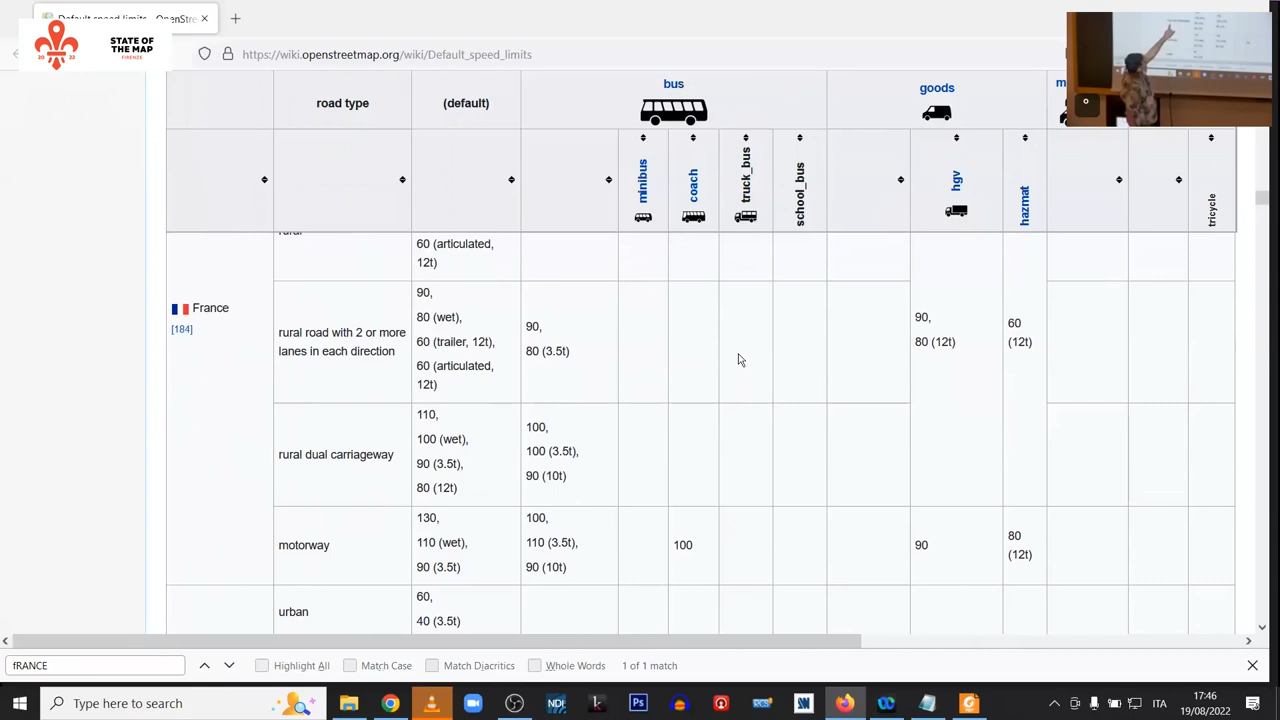 Default speed limits - OpenStre
STATE OF THE MAP
20 22
FIRENZE
https://wiki.openstreetmap.org/wiki/Default_speed_limits
bus
goods
m
road type
(default)
minibus
coach
truck_bus
school_bus
hgv
hazmat
tricycle
rural
60 (articulated,
12t)
France
[184]
rural road with 2 or more
lanes in each direction
90,
80 (wet),
60 (trailer, 12t),
60 (articulated,
12t)
90,
80 (3.5t)
90,
80 (12t)
60
(12t)
rural dual carriageway
110,
100 (wet),
90 (3.5t),
80 (12t)
100,
100 (3.5t),
90 (10t)
motorway
130,
110 (wet),
90 (3.5t)
100,
110 (3.5t),
90 (10t)
100
90
80
(12t)
urban
60,
40 (3.5t)
fRANCE
Highlight All
Match Case
Match Diacritics
Whole Words
1 of 1 match
Type here to search
ITA
17:46
19/08/2022